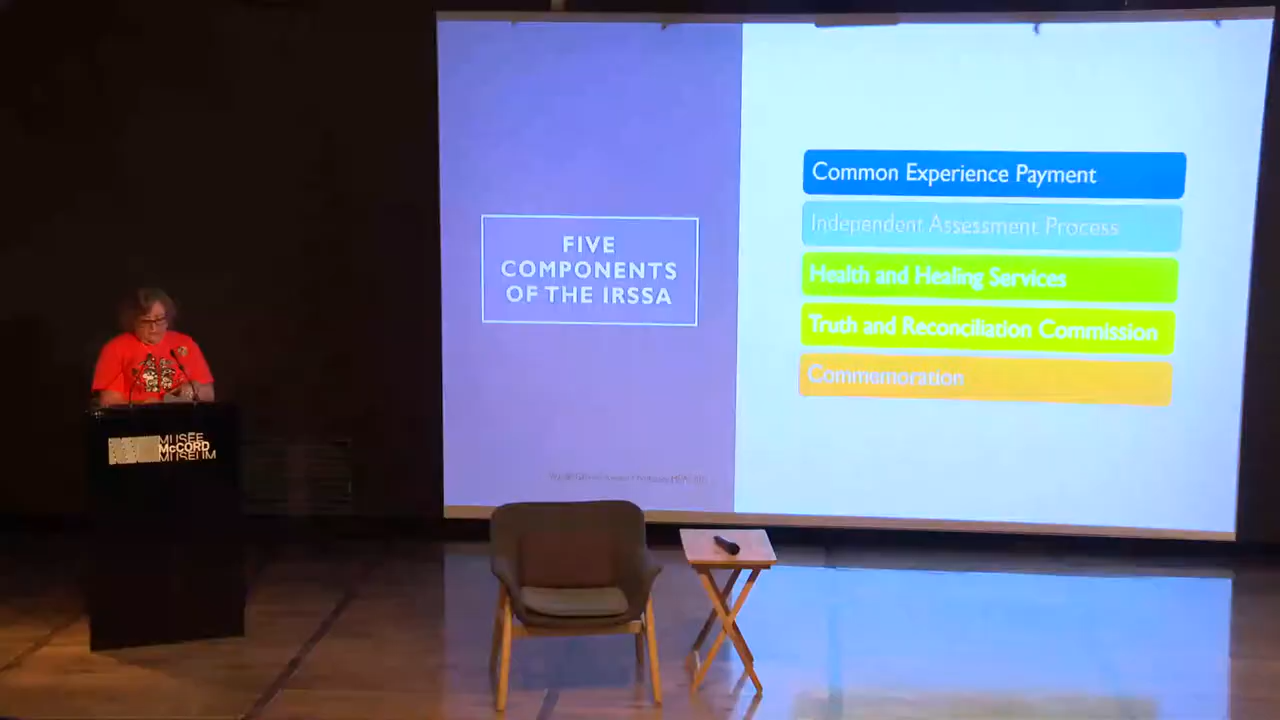 FIVE
COMPONENTS
OF THE IRSSA
Common Experience Payment
Independent Assessment Process
Health and Healing Services
Truth and Reconciliation Commission
Commemoration
MUSÉE
McCORD
MUSEUM